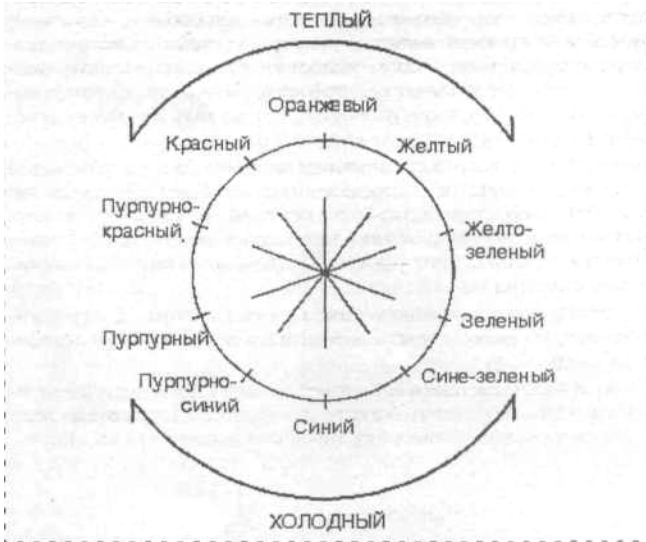 ТЕПЛЫЙ
Оранжевый
Красный
Желтый
Пурпурно-
красный
Желто-
зеленый
Пурпурный
Зеленый
Пурпурно-
синий
Сине-зеленый
Синий
ХОЛОДНЫЙ